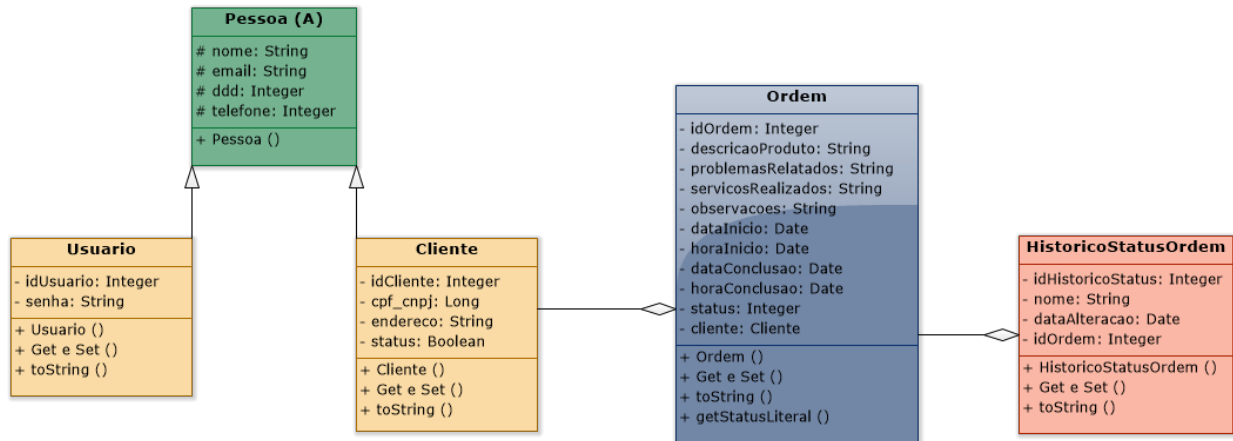 Pessoa (A)
# nome: String
# email: String
# ddd: Integer
# telefone: Integer
+ Pessoa ()
Usuario
- idUsuario: Integer
- senha: String
+ Usuario ()
+ Get e Set ()
+ toString ()
Cliente
- idCliente: Integer
- cpf_cnpj: Long
- endereco: String
- status: Boolean
+ Cliente ()
+ Get e Set ()
+ toString ()
Ordem
- idOrdem: Integer
- descricaoProduto: String
- problemasRelatados: String
- servicosRealizados: String
- observacoes: String
- dataInicio: Date
- horaInicio: Date
- dataConclusao: Date
- horaConclusao: Date
- status: Integer
- cliente: Cliente
+ Ordem ()
+ Get e Set ()
+ toString ()
+ getStatusLiteral ()
HistoricoStatusOrdem
- idHistoricoStatus: Integer
- nome: String
- dataAlteracao: Date
- idOrdem: Integer
+ HistoricoStatusOrdem ()
+ Get e Set ()
+ toString ()